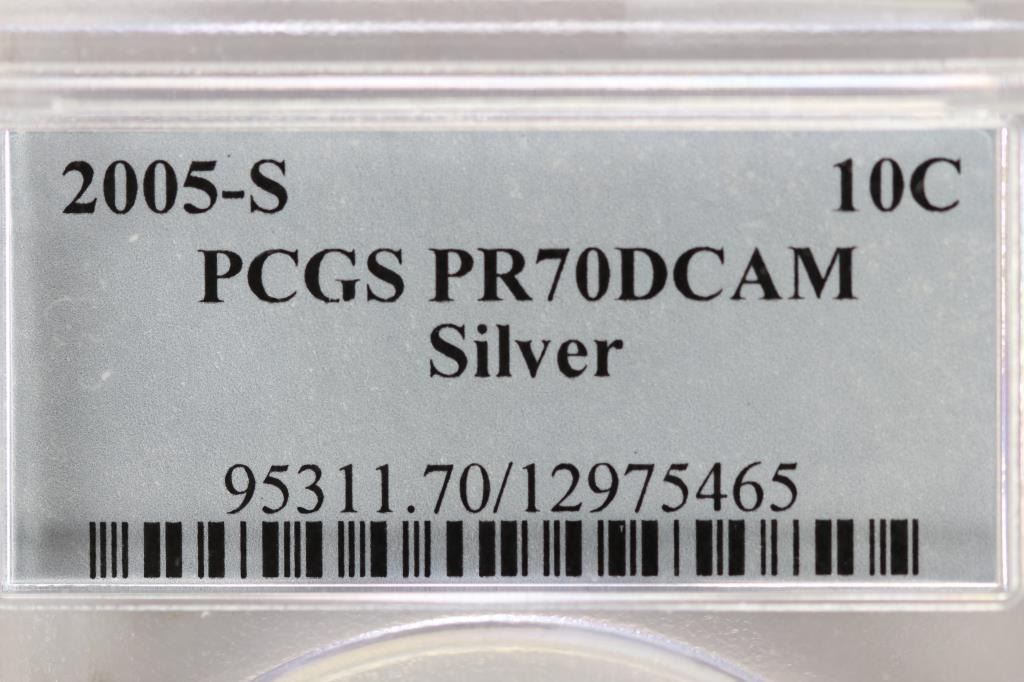 2005-S 10C
PCGS PR70DCAM
Silver
95311.70/12975465